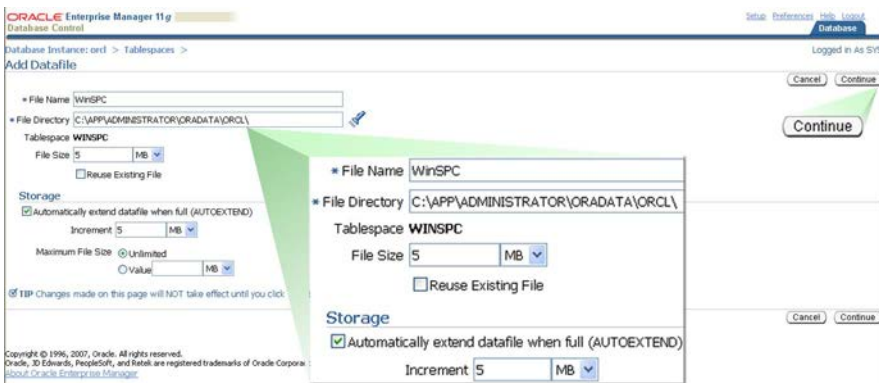 ORACLE Enterprise Manager 11g
Database Control
Setup Preferences Help Logout
Database
Database Instance: orcl > Tablespaces >
Logged in As SYS
Add Datafile
Cancel Continue
* File Name WinSPC
* File Directory C:\APP\ADMINISTRATOR\ORADATA\ORCL\
Tablespace WINSPC
File Size 5 MB
Reuse Existing File
Storage
Automatically extend datafile when full (AUTOEXTEND)
Increment 5 MB
Maximum File Size Unlimited
Value MB
TIP Changes made on this page will NOT take effect until you click
Continue
* File Name WinSPC
* File Directory C:\APP\ADMINISTRATOR\ORADATA\ORCL\
Tablespace WINSPC
File Size 5 MB
Reuse Existing File
Storage
Automatically extend datafile when full (AUTOEXTEND)
Increment 5 MB
Cancel Continue
Copyright © 1996, 2007, Oracle. All rights reserved.
Oracle, JD Edwards, PeopleSoft, and Retek are registered trademarks of Oracle
About Oracle Enterprise Manager